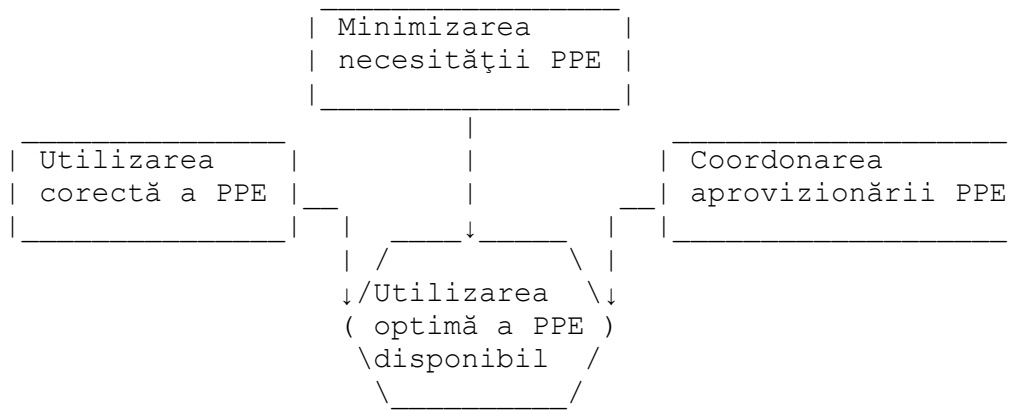 Minimizarea
necesităţii PPE
Utilizarea
corectă a PPE
Coordonarea
aprovizionării PPE
Utilizarea
optimă a PPE
disponibil